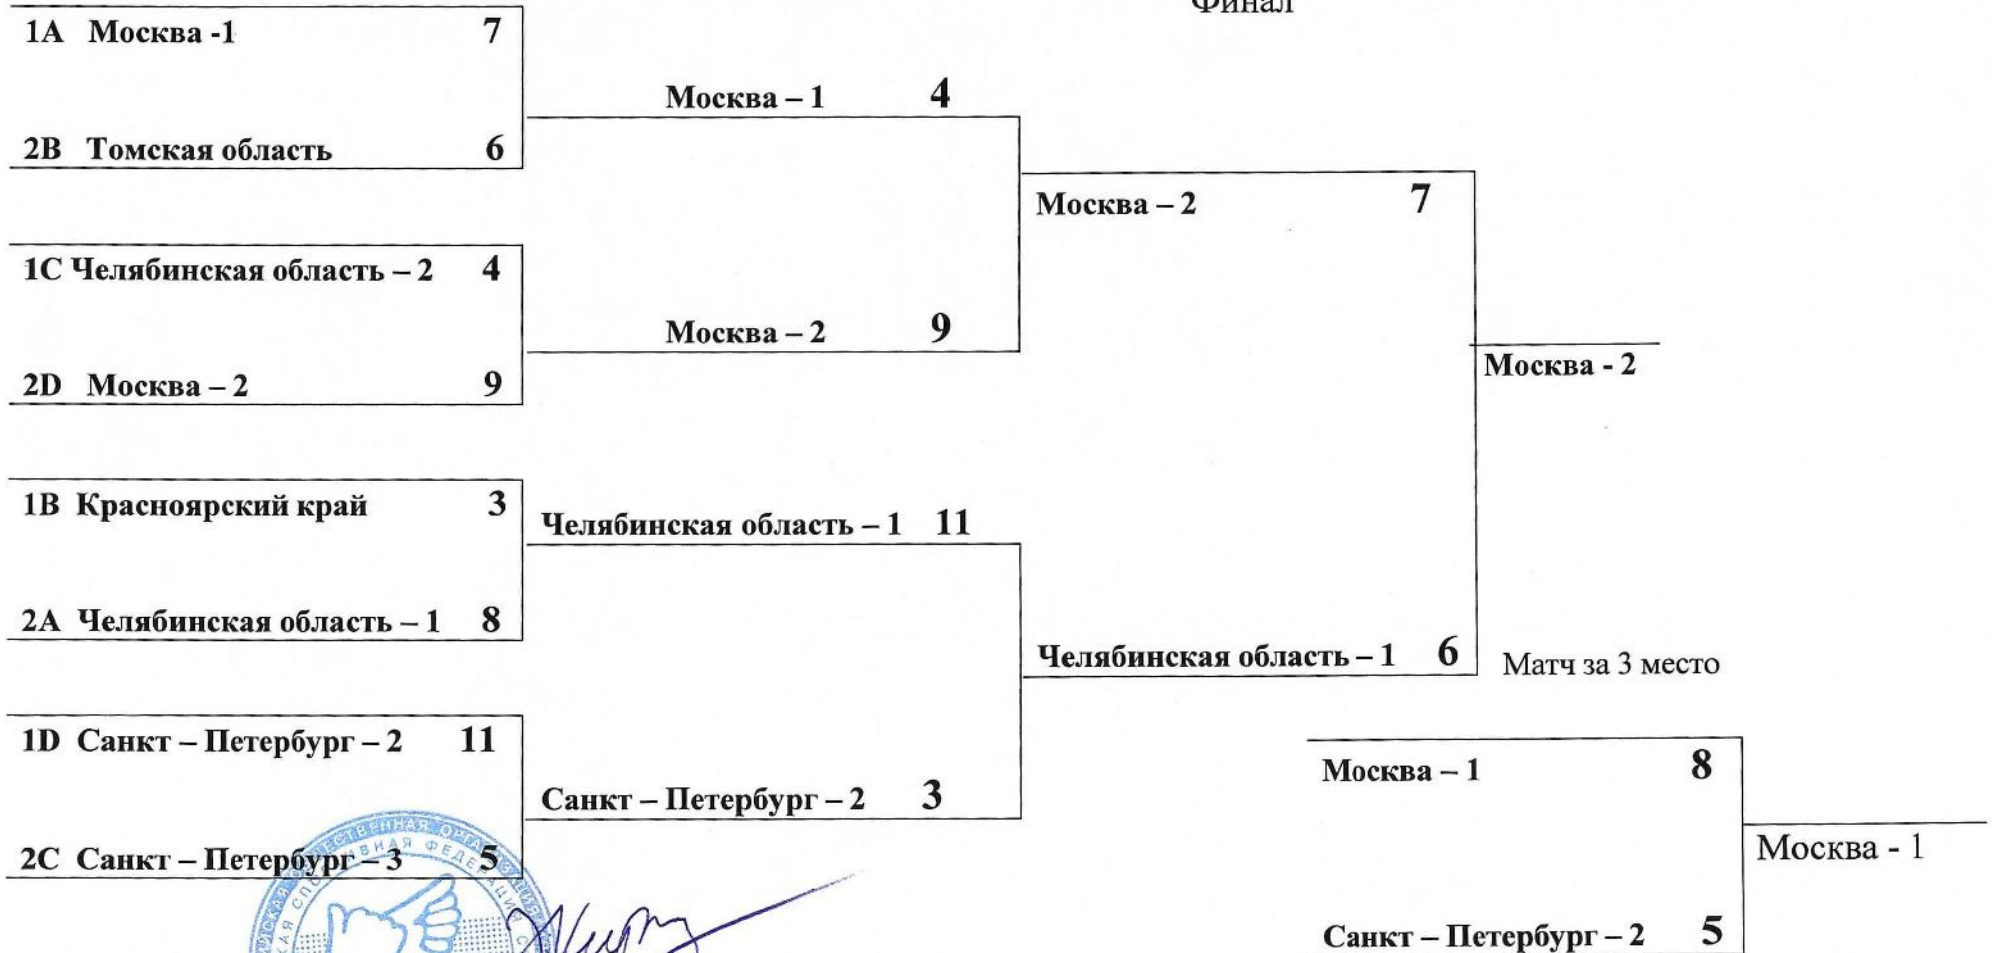 Финал
1A Москва -1 7
Москва – 1 4
2B Томская область 6
Москва – 2 7
1C Челябинская область – 2 4
Москва – 2 9
Москва - 2
2D Москва – 2 9
1B Красноярский край 3
Челябинская область – 1 11
2A Челябинская область – 1 8
Челябинская область – 1 6
Матч за 3 место
1D Санкт – Петербург – 2 11
Москва – 1 8
Санкт – Петербург – 2 3
Москва - 1
2C Санкт – Петербург – 3 5
Санкт – Петербург – 2 5